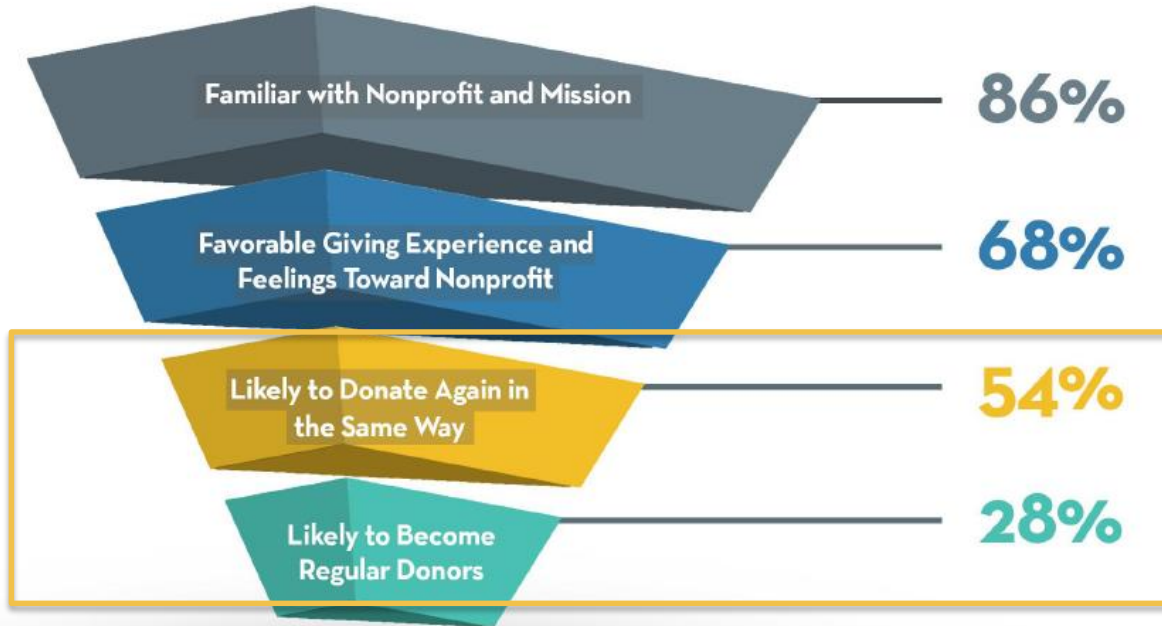 Familiar with Nonprofit and Mission
86%
Favorable Giving Experience and
Feelings Toward Nonprofit
68%
Likely to Donate Again in
the Same Way
54%
Likely to Become
Regular Donors
28%